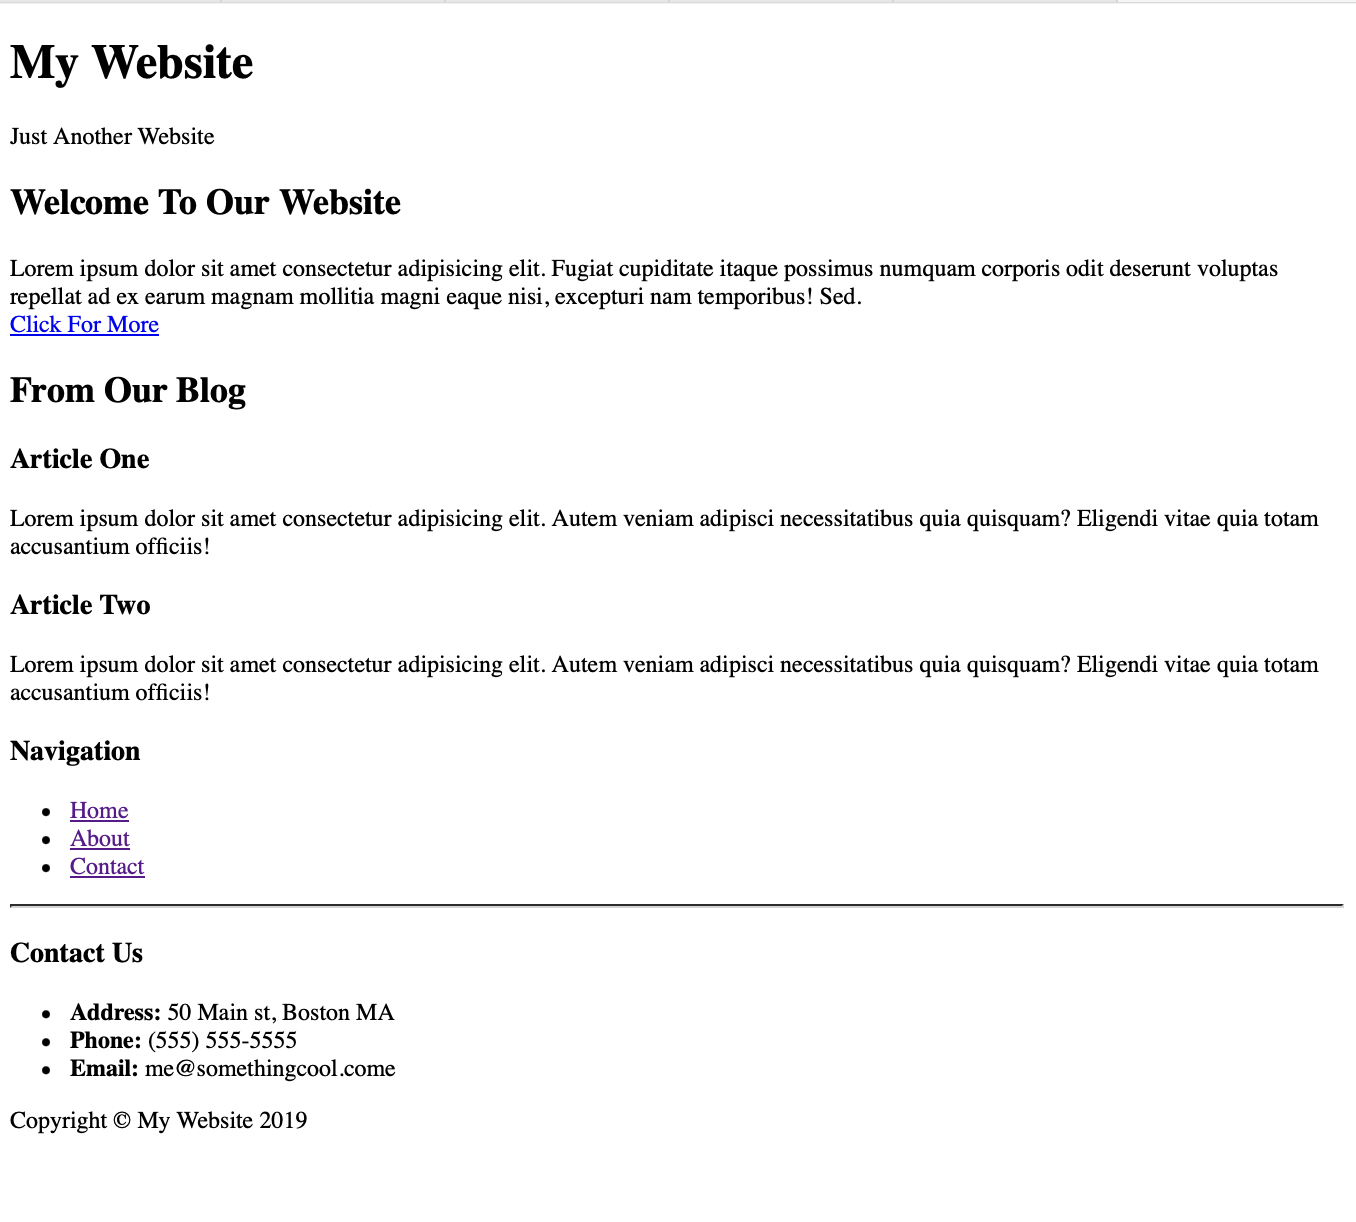 My Website
Just Another Website
Welcome To Our Website
Lorem ipsum dolor sit amet consectetur adipisicing elit. Fugiat cupiditate itaque possimus numquam corporis odit deserunt voluptas
repellat ad ex earum magnam mollitia magni eaque nisi, excepturi nam temporibus! Sed.
Click For More
From Our Blog
Article One
Lorem ipsum dolor sit amet consectetur adipisicing elit. Autem veniam adipisci necessitatibus quia quisquam? Eligendi vitae quia totam
accusantium officiis!
Article Two
Lorem ipsum dolor sit amet consectetur adipisicing elit. Autem veniam adipisci necessitatibus quia quisquam? Eligendi vitae quia totam
accusantium officiis!
Navigation
• Home
• About
• Contact
Contact Us
• Address: 50 Main st, Boston MA
• Phone: (555) 555-5555
• Email: me@somethingcool.come
Copyright © My Website 2019